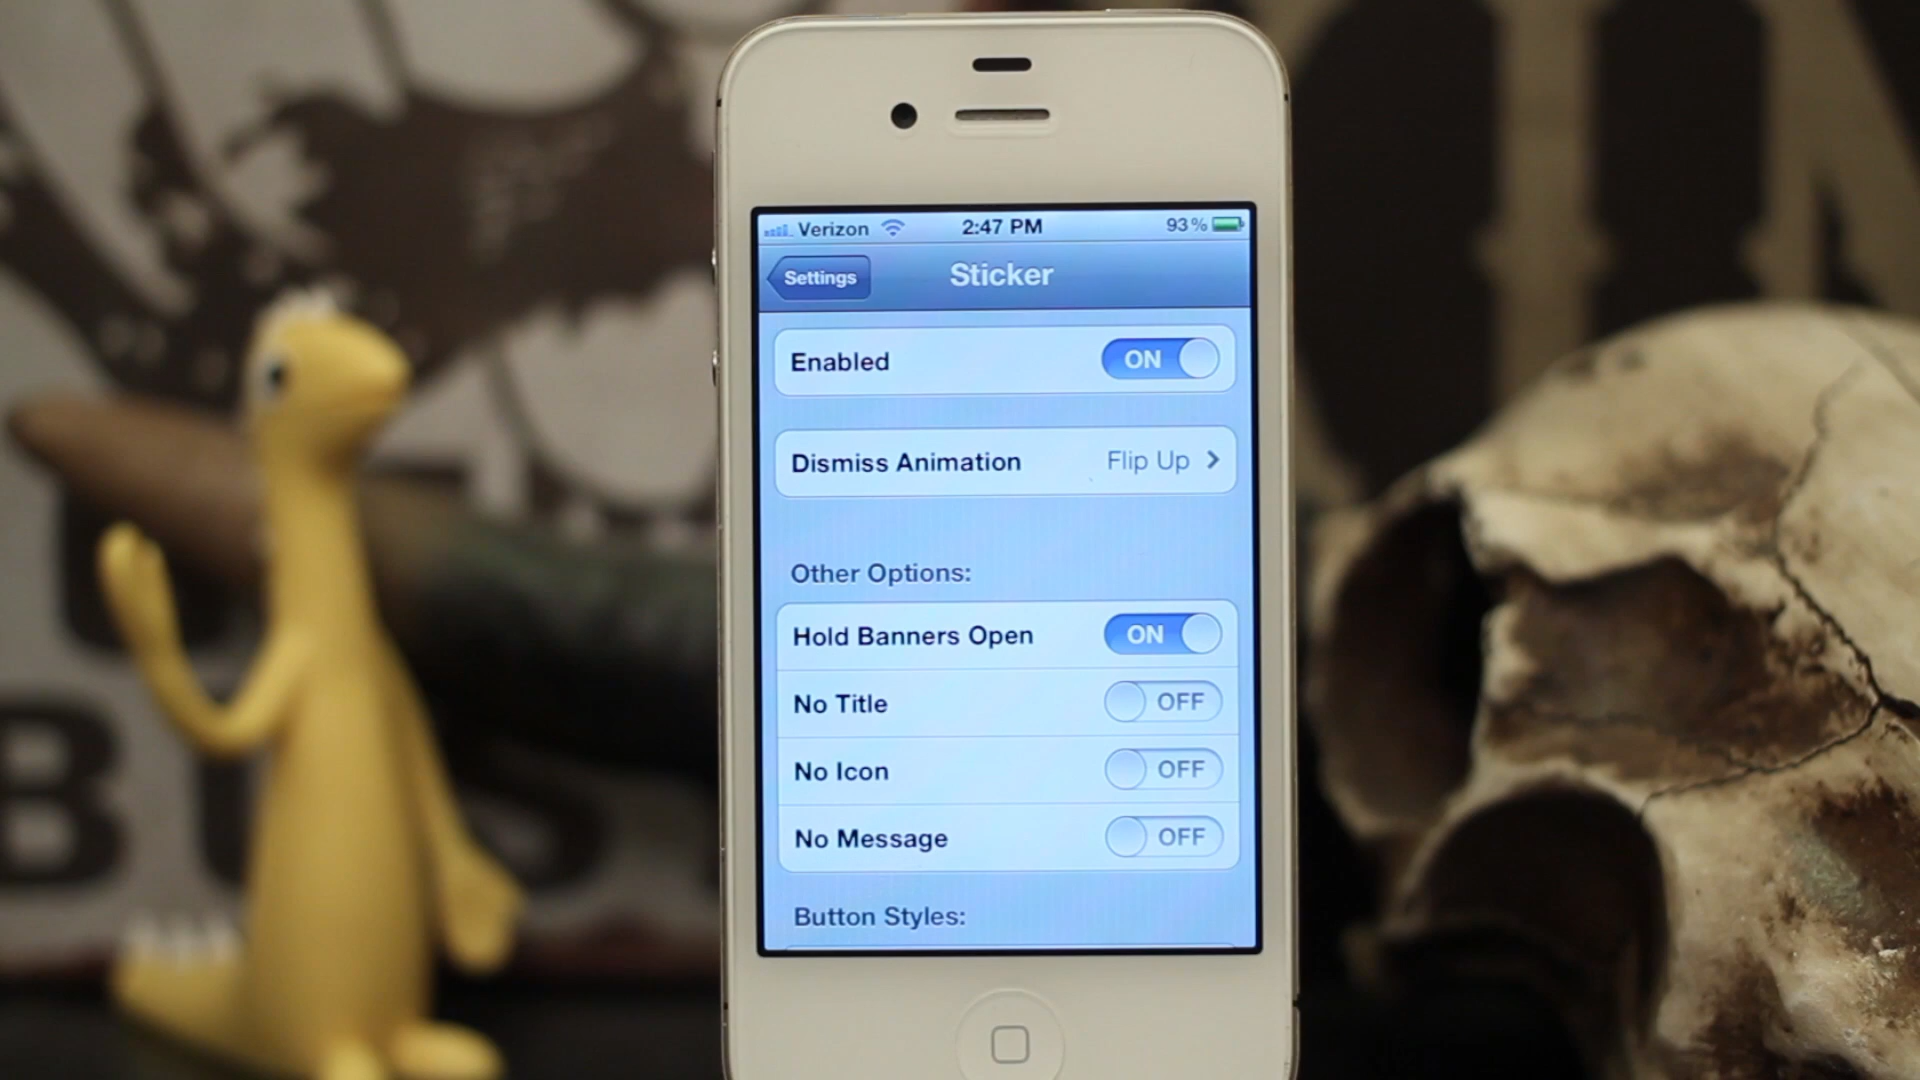 Verizon 2:47 PM 93%
Settings Sticker
Enabled ON
Dismiss Animation Flip Up
Other Options:
Hold Banners Open ON
No Title OFF
No Icon OFF
No Message OFF
Button Styles: